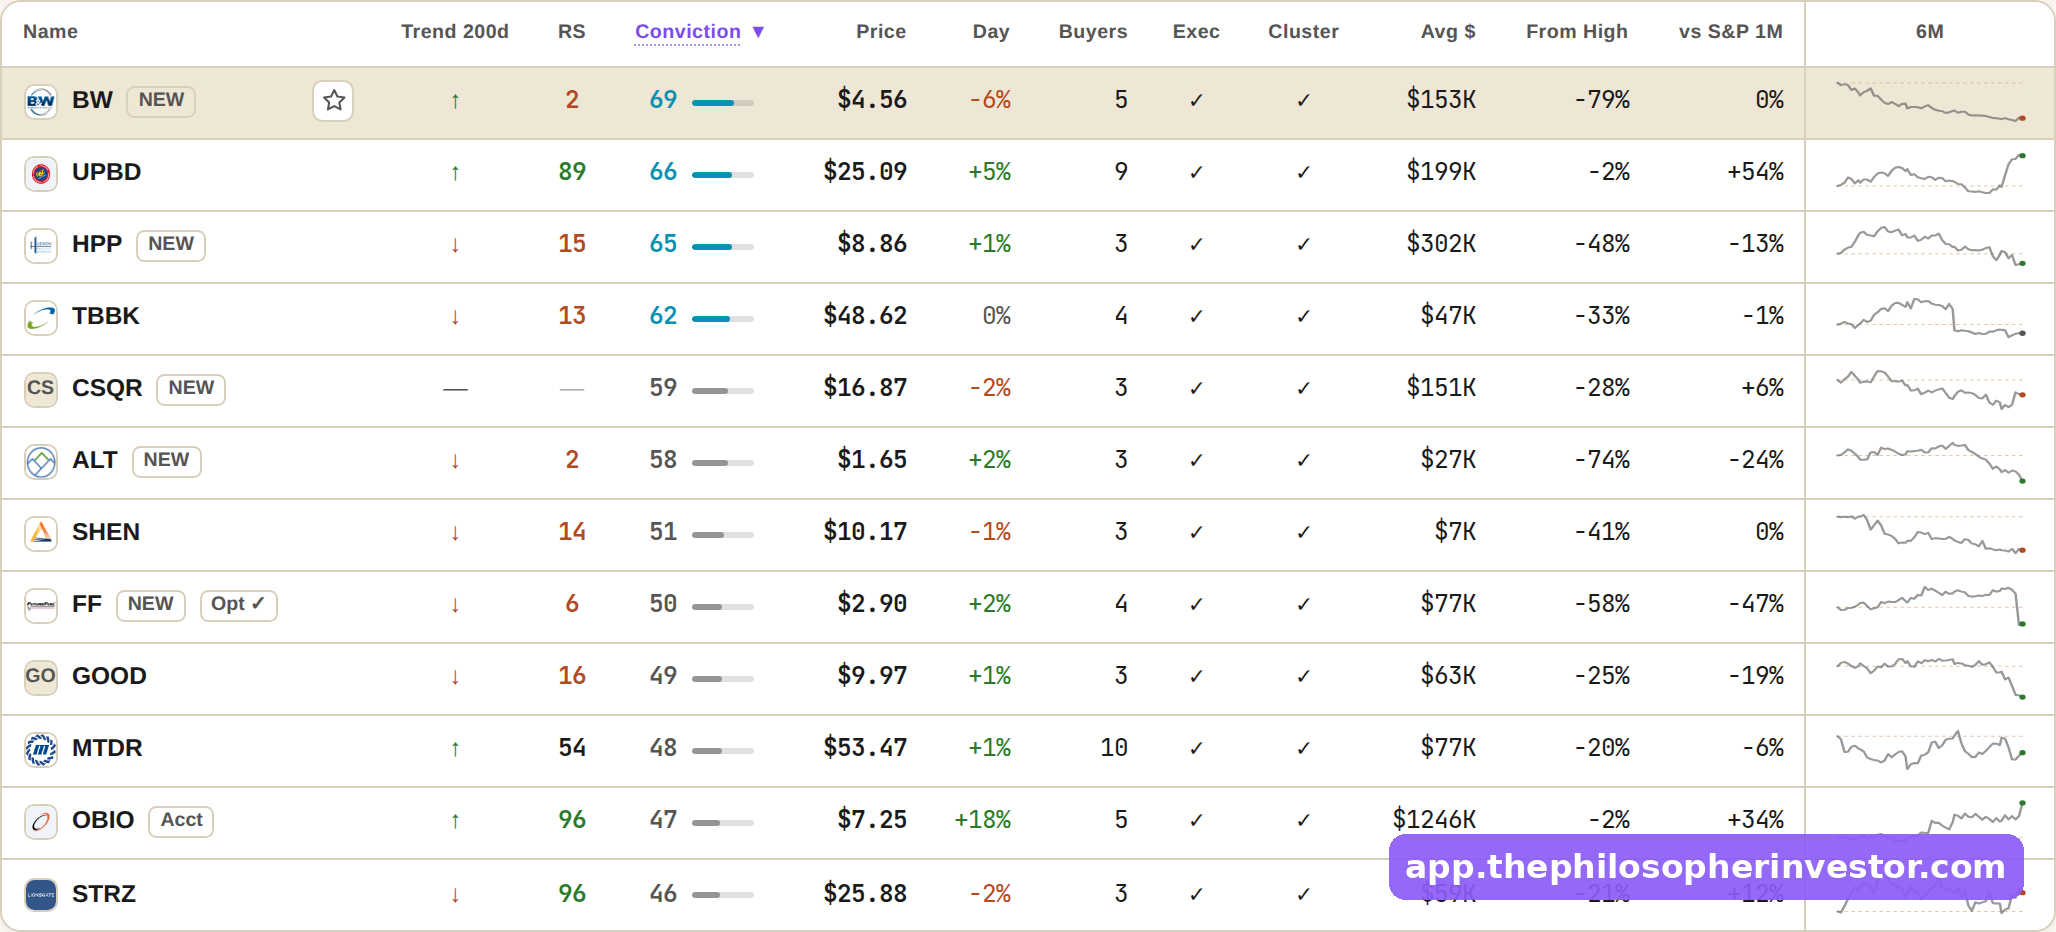 Name Trend 200d RS Conviction ▼ Price Day Buyers Exec Cluster Avg $ From High vs S&P 1M 6M
B&W BW NEW ☆ ↑ 2 69 $4.56 -6% 5 ✓ ✓ $153K -79% 0%
UPBD ↑ 89 66 $25.09 +5% 9 ✓ ✓ $199K -2% +54%
HPP NEW ↓ 15 65 $8.86 +1% 3 ✓ ✓ $302K -48% -13%
TBBK ↓ 13 62 $48.62 0% 4 ✓ ✓ $47K -33% -1%
CS CSQR NEW — — 59 $16.87 -2% 3 ✓ ✓ $151K -28% +6%
ALT NEW ↓ 2 58 $1.65 +2% 3 ✓ ✓ $27K -74% -24%
SHEN ↓ 14 51 $10.17 -1% 3 ✓ ✓ $7K -41% 0%
FF NEW Opt ✓ ↓ 6 50 $2.90 +2% 4 ✓ ✓ $77K -58% -47%
GO GOOD ↓ 16 49 $9.97 +1% 3 ✓ ✓ $63K -25% -19%
MTDR ↑ 54 48 $53.47 +1% 10 ✓ ✓ $77K -20% -6%
OBIO Acct ↑ 96 47 $7.25 +18% 5 ✓ ✓ $1246K -2% +34%
app.thephilosopherinvestor.com
LIONSGATE STRZ ↓ 96 46 $25.88 -2% 3 ✓ ✓ $59K -21% +12%